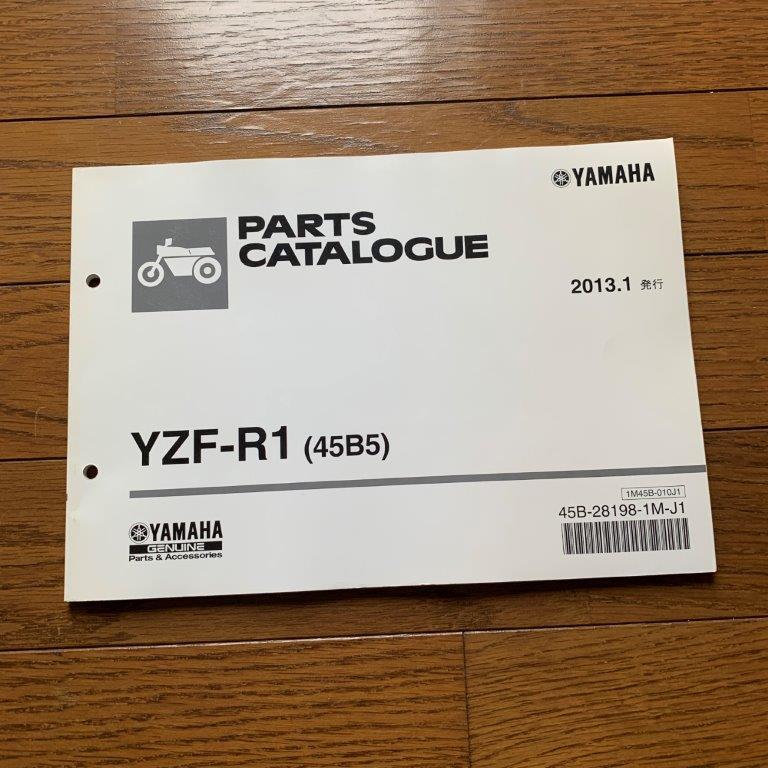 YAMAHA
PARTS
CATALOGUE
2013.1 発行
YZF-R1 (45B5)
1M45B-010J1
45B-28198-1M-J1
YAMAHA
GENUINE
Parts & Accessories